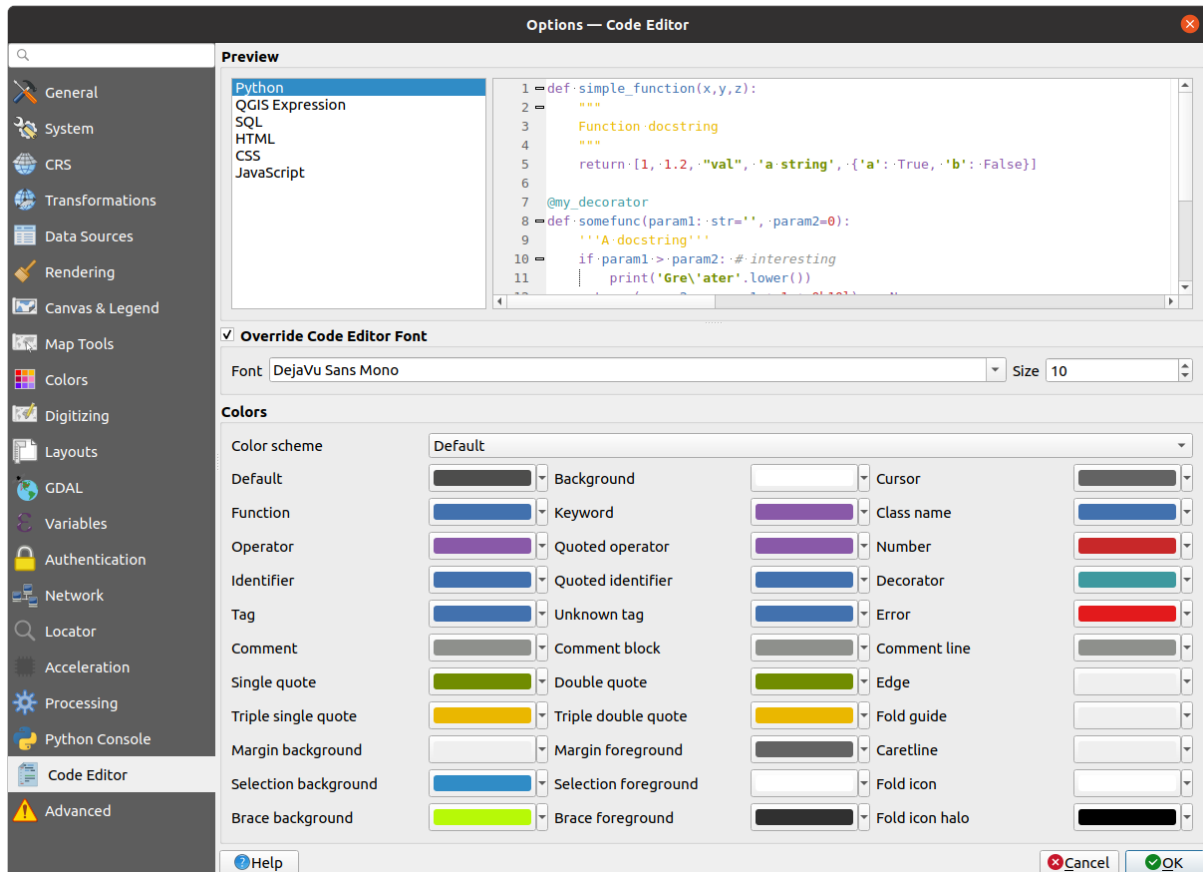 Options — Code Editor
Preview
General
System
CRS
Transformations
Data Sources
Rendering
Canvas & Legend
Map Tools
Colors
Digitizing
Layouts
GDAL
Variables
Authentication
Network
Locator
Acceleration
Processing
Python Console
Code Editor
Advanced
Python
QGIS Expression
SQL
HTML
CSS
JavaScript
1 def·simple_function(x,y,z):
2 """
3 Function·docstring
4 """
5 return·[1,·1.2,·"val",·'a·string',·{'a':·True,·'b':·False}]
6
7 @my_decorator
8 def·somefunc(param1:·str='',·param2=0):
9 '''A·docstring'''
10 if·param1·>·param2:·#·interesting
11 print('Gre\'ater'.lower())
Override Code Editor Font
Font DejaVu Sans Mono Size 10
Colors
Color scheme Default
Default Background Cursor
Function Keyword Class name
Operator Quoted operator Number
Identifier Quoted identifier Decorator
Tag Unknown tag Error
Comment Comment block Comment line
Single quote Double quote Edge
Triple single quote Triple double quote Fold guide
Margin background Margin foreground Caretline
Selection background Selection foreground Fold icon
Brace background Brace foreground Fold icon halo
Help Cancel OK